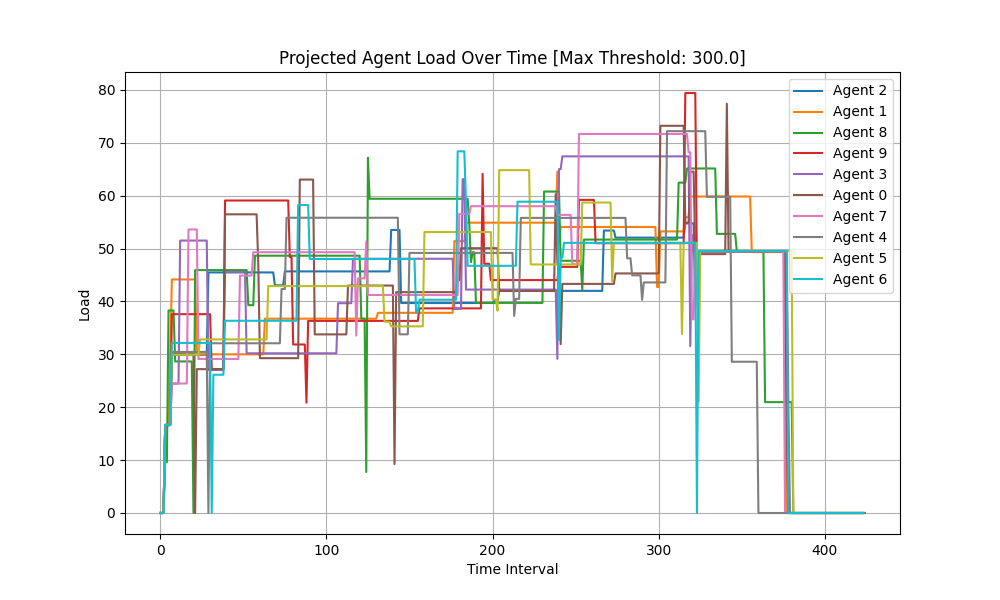 Projected Agent Load Over Time [Max Threshold: 300.0]
80
70
60
50
40
30
20
10
0
Load
0 100 200 300 400
Time Interval
Agent 2
Agent 1
Agent 8
Agent 9
Agent 3
Agent 0
Agent 7
Agent 4
Agent 5
Agent 6